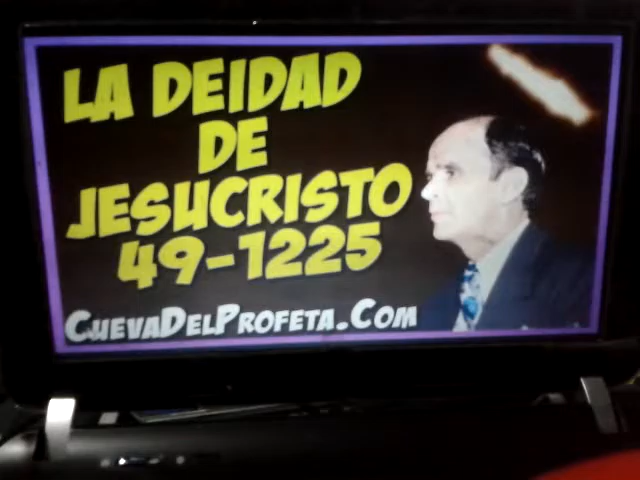 LA DEIDAD
DE
JESUCRISTO
49-1225
CUEVADELPROFETA.COM